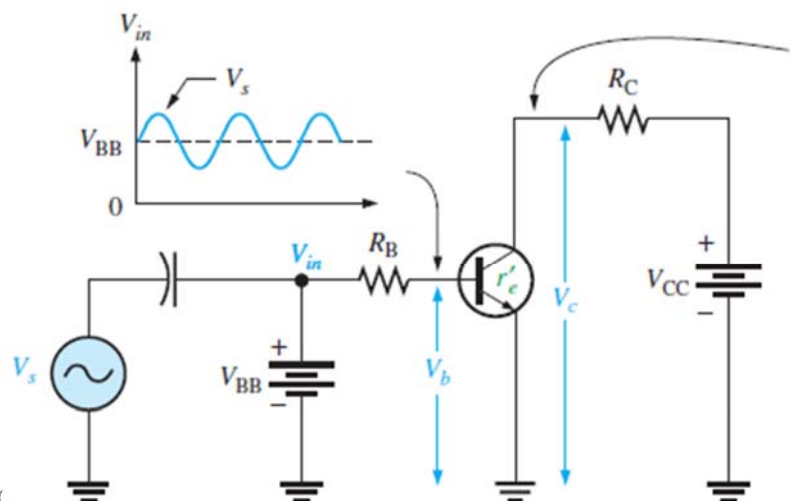 V_in
V_s
V_BB
0
R_C
V_in
R_B
r'_e
+
V_CC
−
V_c
V_s
+
V_BB
−
V_b